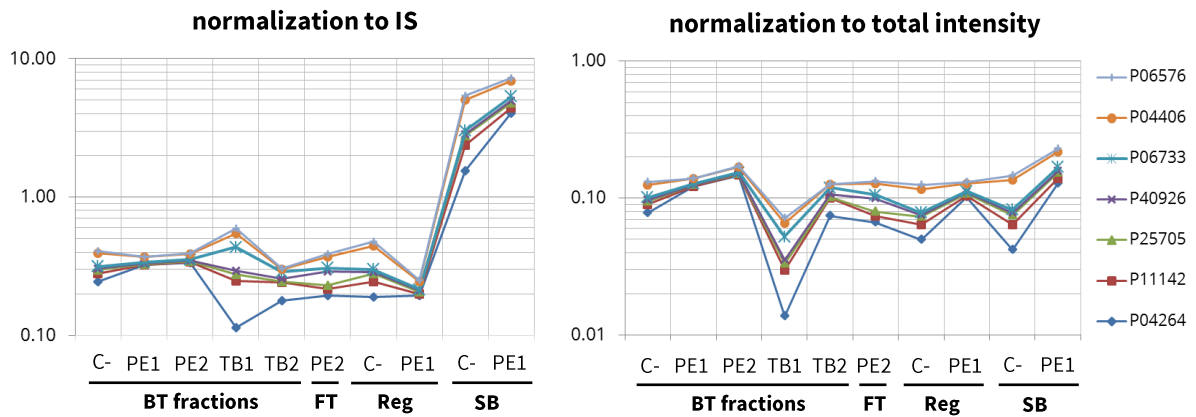 normalization to IS
10.00
1.00
0.10
C- PE1 PE2 TB1 TB2 PE2 C- PE1 C- PE1
BT fractions FT Reg SB
normalization to total intensity
1.00
0.10
0.01
C- PE1 PE2 TB1 TB2 PE2 C- PE1 C- PE1
BT fractions FT Reg SB
P06576
P04406
P06733
P40926
P25705
P11142
P04264